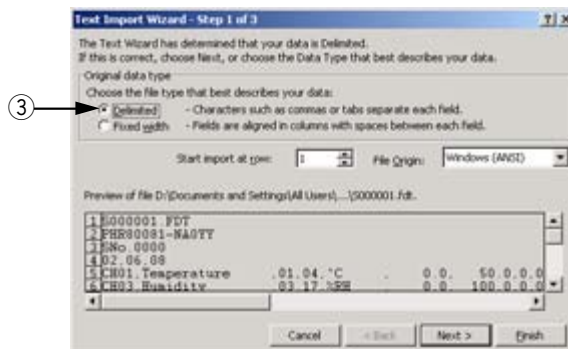 Text Import Wizard - Step 1 of 3
The Text Wizard has determined that your data is Delimited.
If this is correct, choose Next, or choose the Data Type that best describes your data.
Original data type
Choose the file type that best describes your data:
③ Delimited - Characters such as commas or tabs separate each field.
Fixed width - Fields are aligned in columns with spaces between each field.
Start import at row: 1 File Origin: Windows (ANSI)
Preview of file D:\Documents and Settings\All Users\...\S000001.fdt.
1 S000001.FDT
2 PHR80081-NA0YY
3 SNo.0000
4 02.06.08
5 CH01.Temperature .01.04.°C . 0.0. 50.0.0.0
6 CH03.Humidity .03.17.%RH 0.0. 100.0.0.0
Cancel < Back Next > Finish